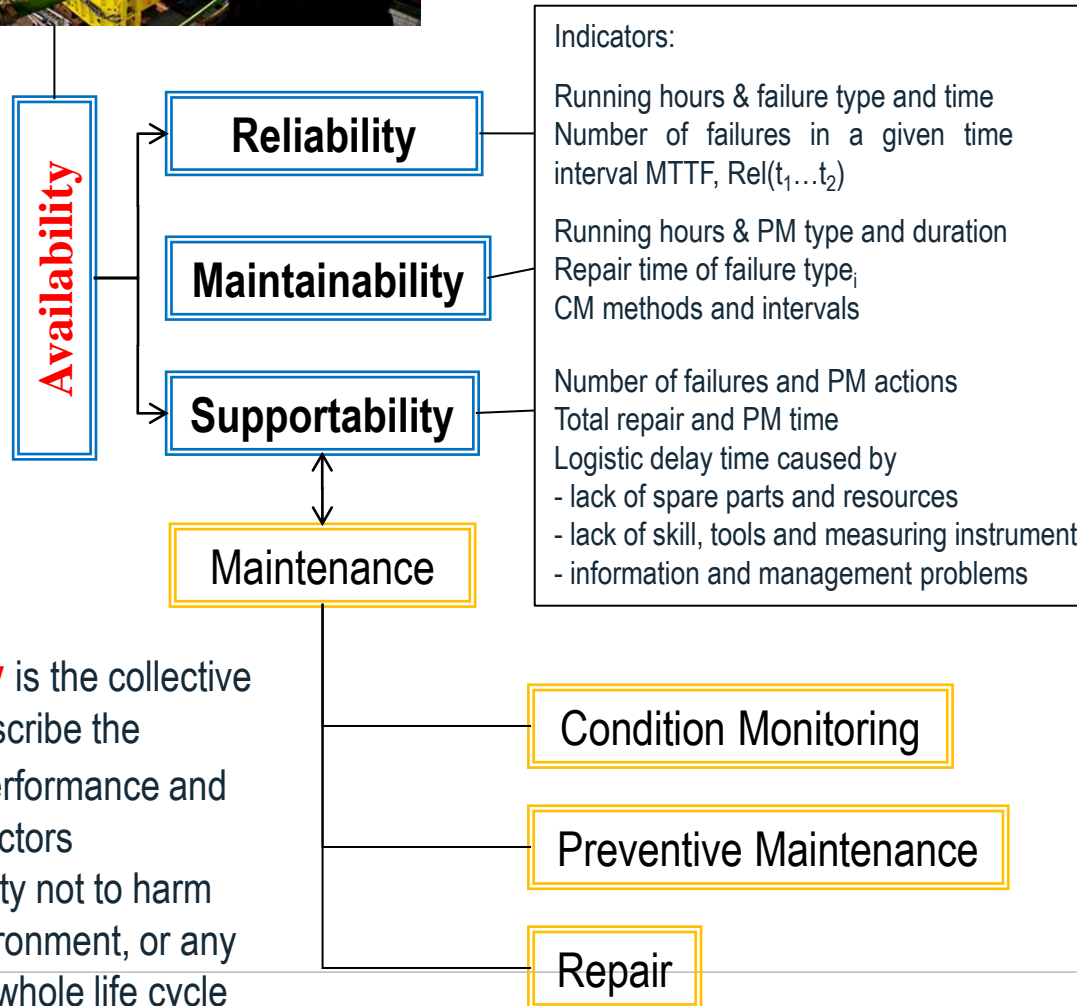 Availability
Reliability
Maintainability
Supportability
Maintenance
Indicators:
Running hours & failure type and time
Number of failures in a given time
interval MTTF, Rel(t₁…t₂)
Running hours & PM type and duration
Repair time of failure typeᵢ
CM methods and intervals
Number of failures and PM actions
Total repair and PM time
Logistic delay time caused by
- lack of spare parts and resources
- lack of skill, tools and measuring instrument
- information and management problems
is the collective
scribe the
erformance and
ctors
ty not to harm
ironment, or any
whole life cycle
Condition Monitoring
Preventive Maintenance
Repair